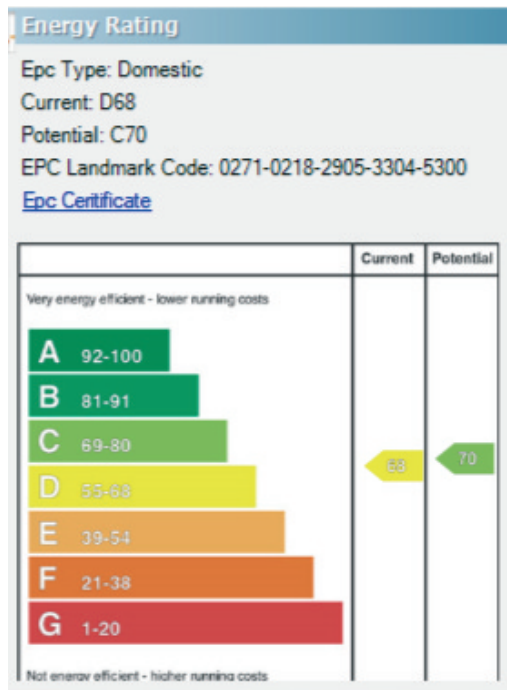 Energy Rating
Epc Type: Domestic
Current: D68
Potential: C70
EPC Landmark Code: 0271-0218-2905-3304-5300
Epc Ceritificate
Current Potential
Very energy efficient - lower running costs
A 92-100
B 81-91
C 69-80
D 55-68
E 39-54
F 21-38
G 1-20
68
70
Not energy efficient - higher running costs